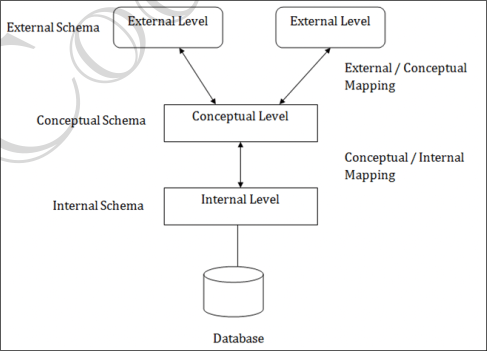 External Schema
External Level
External Level
External / Conceptual
Mapping
Conceptual Schema
Conceptual Level
Conceptual / Internal
Mapping
Internal Schema
Internal Level
Database